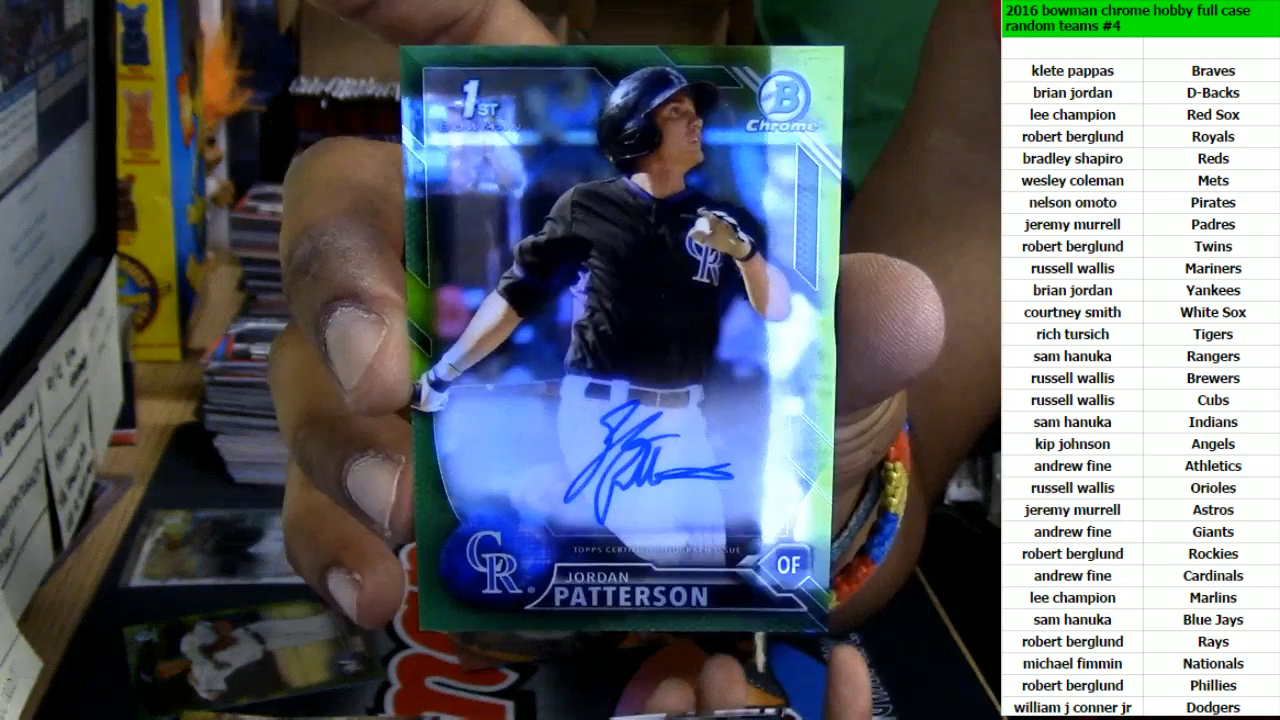 1ST
BOWMAN
B
Chrome
CR
TOPPS CERTIFIED AUTOGRAPH ISSUE
OF
CR
JORDAN
PATTERSON
2016 bowman chrome hobby full case
random teams #4
klete pappas Braves
brian jordan D-Backs
lee champion Red Sox
robert berglund Royals
bradley shapiro Reds
wesley coleman Mets
nelson omoto Pirates
jeremy murrell Padres
robert berglund Twins
russell wallis Mariners
brian jordan Yankees
courtney smith White Sox
rich tursich Tigers
sam hanuka Rangers
russell wallis Brewers
russell wallis Cubs
sam hanuka Indians
kip johnson Angels
andrew fine Athletics
russell wallis Orioles
jeremy murrell Astros
andrew fine Giants
robert berglund Rockies
andrew fine Cardinals
lee champion Marlins
sam hanuka Blue Jays
robert berglund Rays
michael fimmin Nationals
robert berglund Phillies
william j conner jr Dodgers